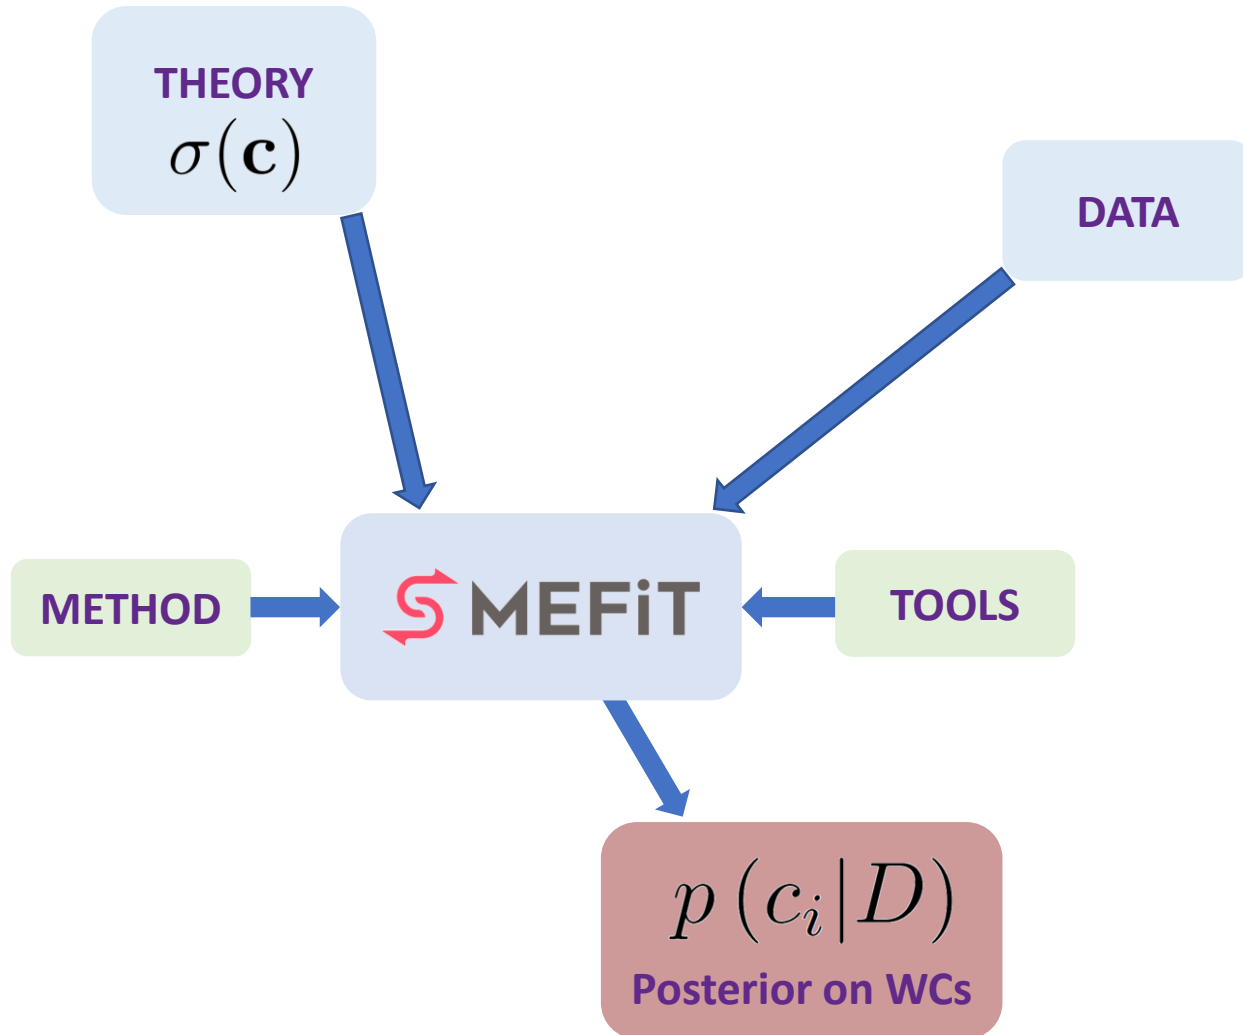 THEORY
σ(𝐜)
DATA
METHOD
SMEFiT
TOOLS
p (c_i|D)
Posterior on WCs